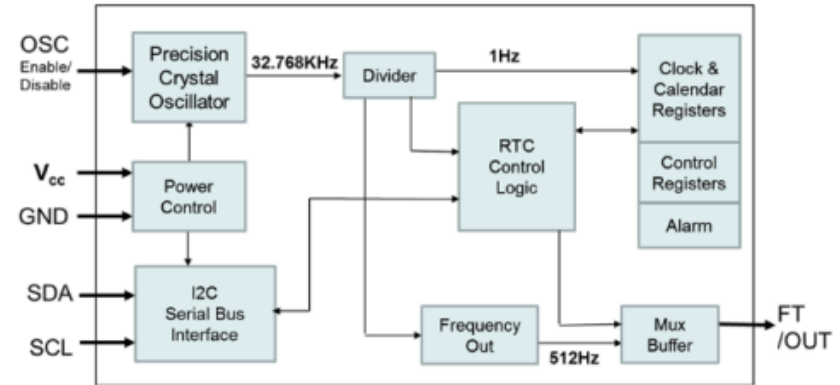 OSC
Enable/
Disable
Precision
Crystal
Oscillator
32.768KHz
Divider
1Hz
Clock &
Calendar
Registers
RTC
Control
Logic
Control
Registers
Alarm
Vcc
GND
Power
Control
SDA
SCL
I2C
Serial Bus
Interface
Frequency
Out
512Hz
Mux
Buffer
FT
/OUT